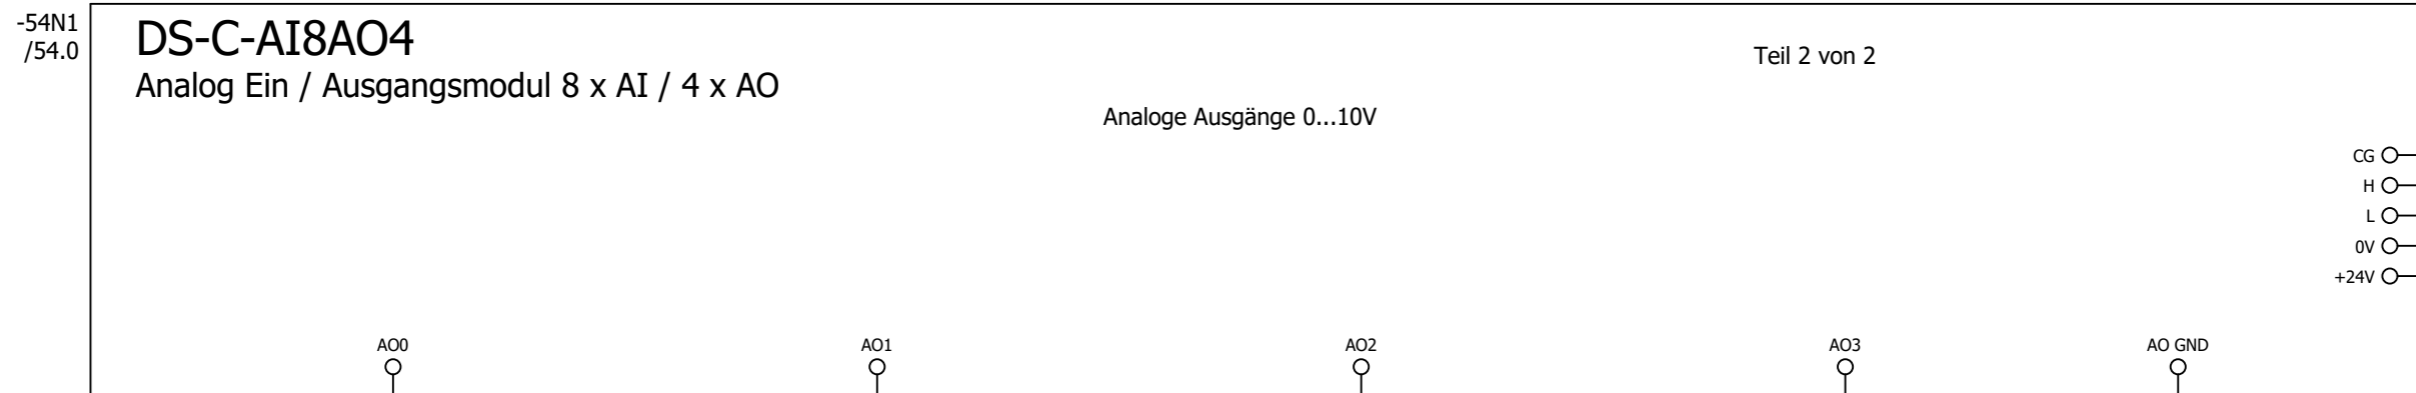 -54N1
/54.0
DS-C-AI8AO4
Analog Ein / Ausgangsmodul 8 x AI / 4 x AO
Teil 2 von 2
Analoge Ausgänge 0...10V
CG
H
L
0V
+24V
AO0
AO1
AO2
AO3
AO GND